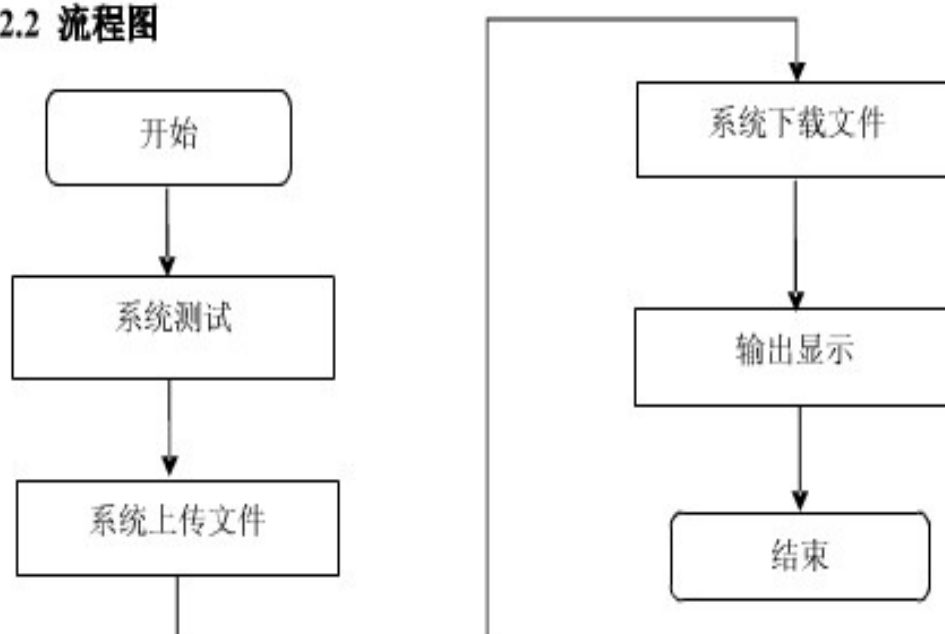 2.2 流程图
开始
系统测试
系统上传文件
系统下载文件
输出显示
结束